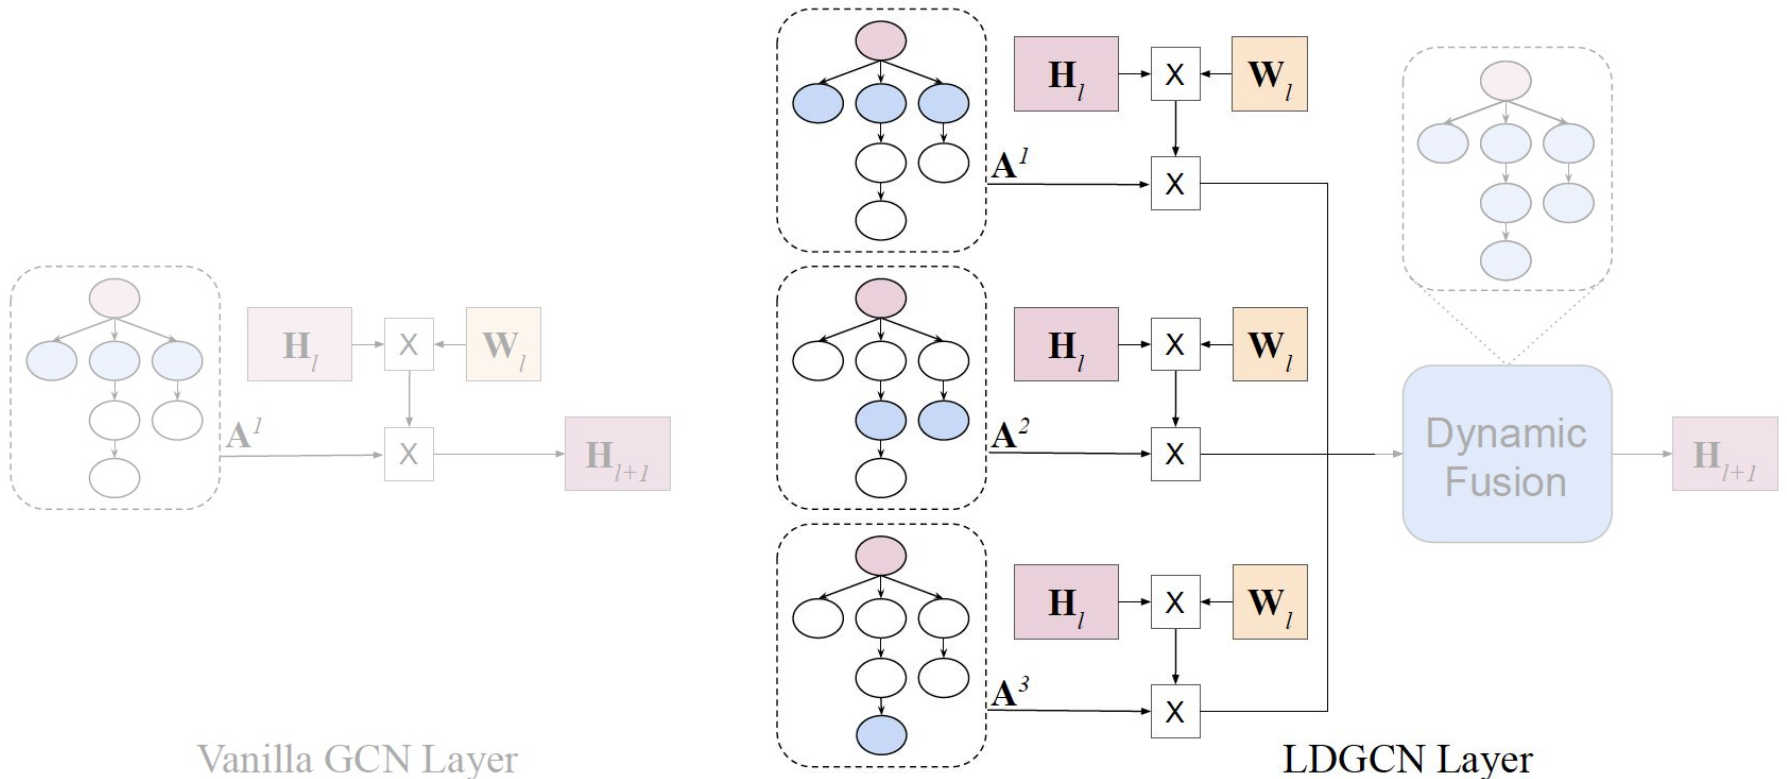 H_l X W_l
A^1 X H_{l+1}
Vanilla GCN Layer
H_l X W_l
A^1 X
H_l X W_l
A^2 X
H_l X W_l
A^3 X
Dynamic
Fusion
H_{l+1}
LDGCN Layer